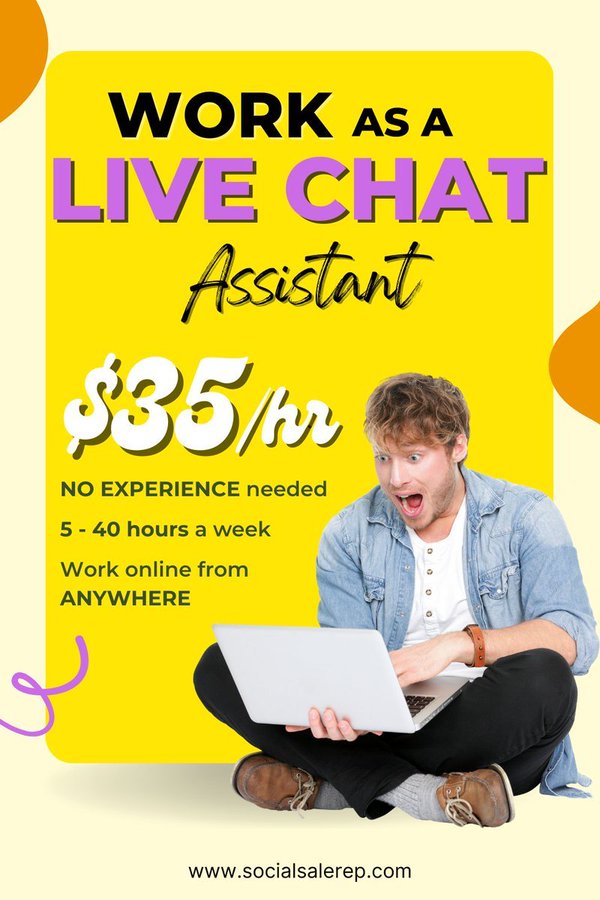 WORK AS A
LIVE CHAT
Assistant
$35/hr
NO EXPERIENCE needed
5 - 40 hours a week
Work online from
ANYWHERE
www.socialsalerep.com